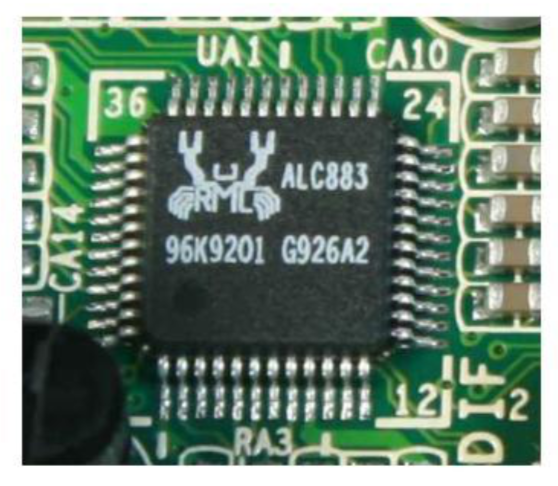 UA1
CA10
36
24
RML
ALC883
96K9201 G926A2
CA14
12
DIF
2
RA3